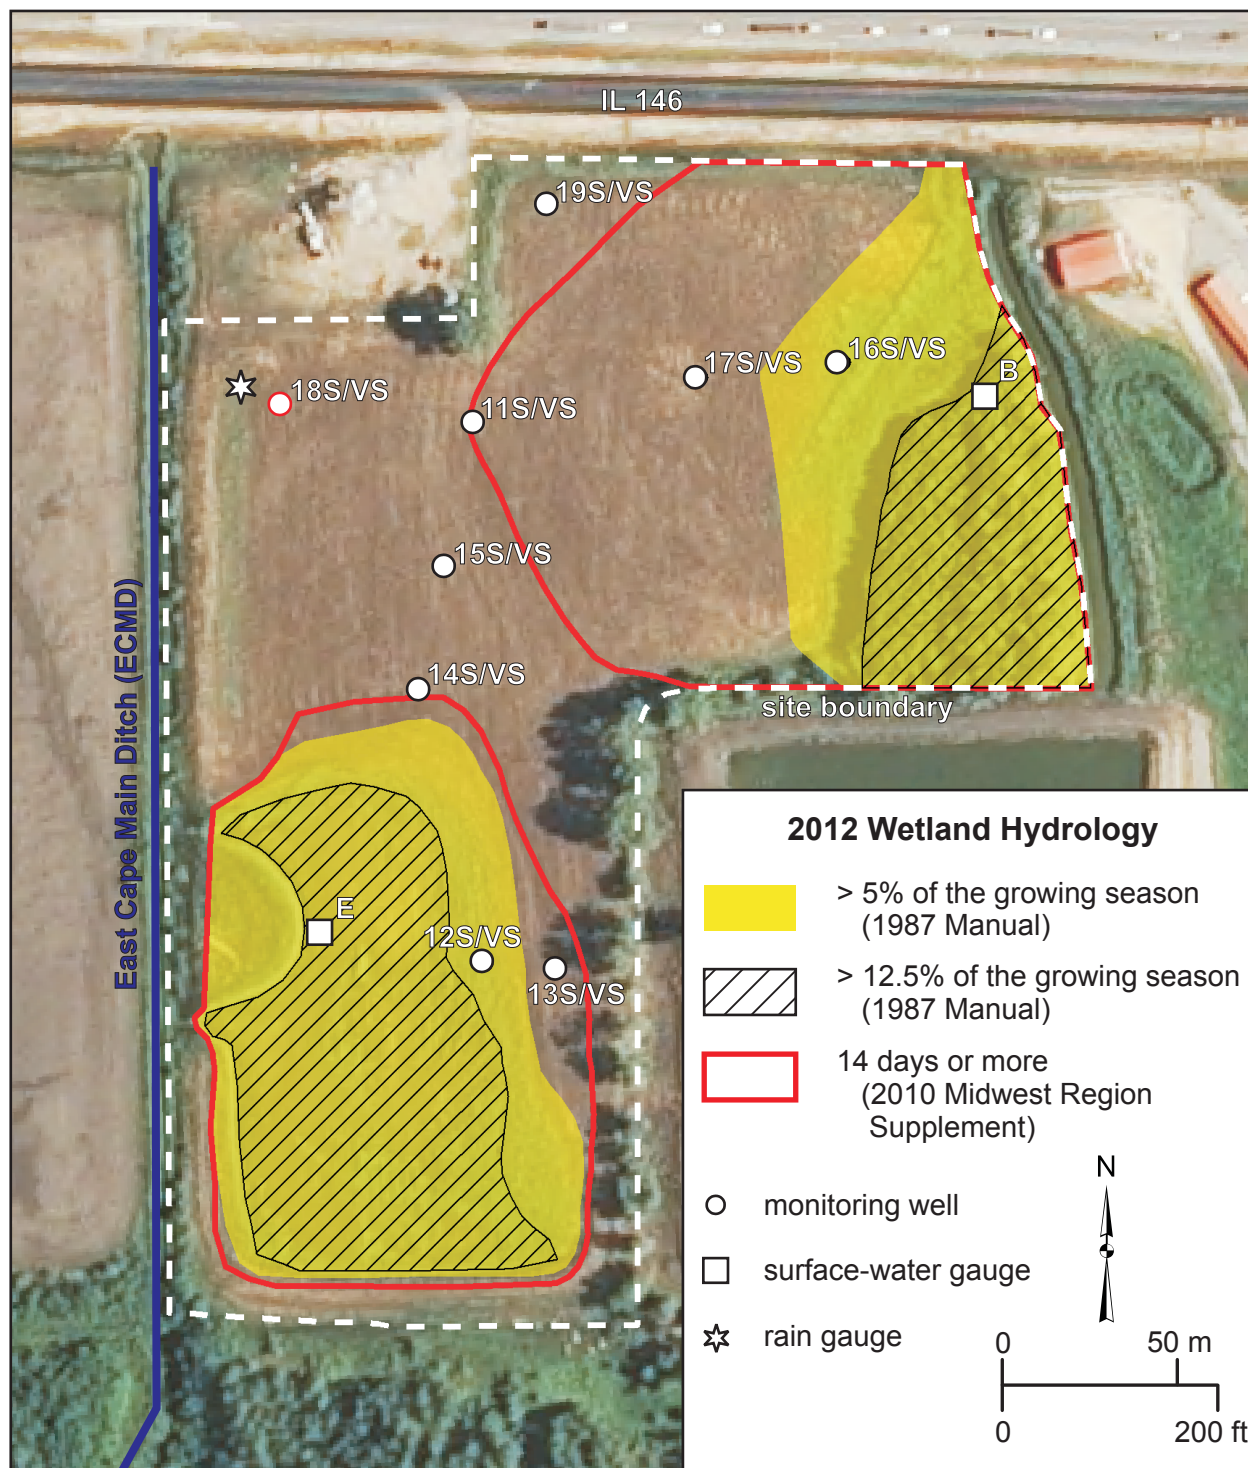 IL 146
19S/VS
17S/VS
16S/VS
B
18S/VS
11S/VS
15S/VS
14S/VS
site boundary
East Cape Main Ditch (ECMD)
E
12S/VS
13S/VS
2012 Wetland Hydrology
> 5% of the growing season
(1987 Manual)
> 12.5% of the growing season
(1987 Manual)
14 days or more
(2010 Midwest Region
Supplement)
monitoring well
surface-water gauge
rain gauge
N
0 50 m
0 200 ft